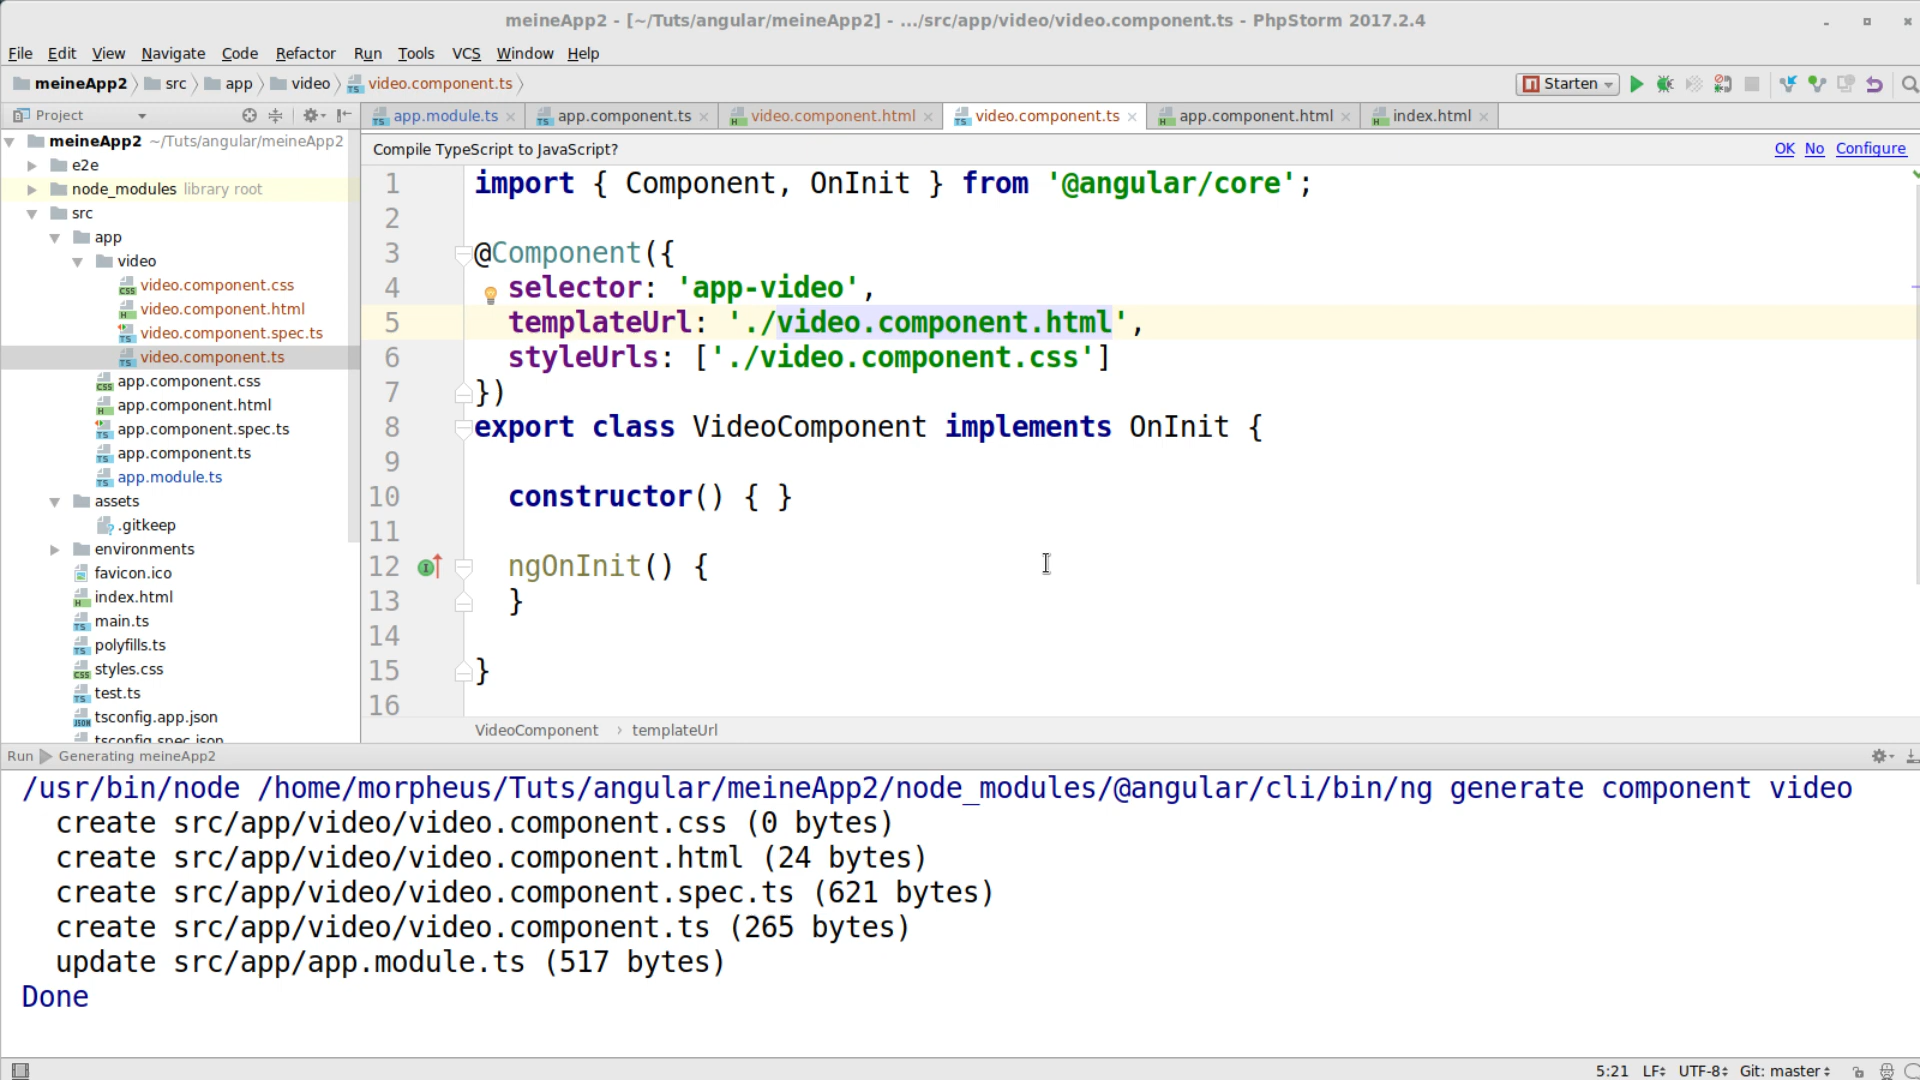 meineApp2 - [~/Tuts/angular/meineApp2] - .../src/app/video/video.component.ts - PhpStorm 2017.2.4
File Edit View Navigate Code Refactor Run Tools VCS Window Help
meineApp2 src app video video.component.ts Starten
Project app.module.ts app.component.ts video.component.html video.component.ts app.component.html index.html
Compile TypeScript to JavaScript? OK No Configure
meineApp2 ~/Tuts/angular/meineApp2
e2e
node_modules library root
src
app
video
video.component.css
video.component.html
video.component.spec.ts
video.component.ts
app.component.css
app.component.html
app.component.spec.ts
app.component.ts
app.module.ts
assets
.gitkeep
environments
favicon.ico
index.html
main.ts
polyfills.ts
styles.css
test.ts
tsconfig.app.json
tsconfig.spec.json
1 import { Component, OnInit } from '@angular/core';
2
3 @Component({
4 selector: 'app-video',
5 templateUrl: './video.component.html',
6 styleUrls: ['./video.component.css']
7 })
8 export class VideoComponent implements OnInit {
9
10 constructor() { }
11
12 ngOnInit() {
13 }
14
15 }
16
VideoComponent › templateUrl
Run Generating meineApp2
/usr/bin/node /home/morpheus/Tuts/angular/meineApp2/node_modules/@angular/cli/bin/ng generate component video
create src/app/video/video.component.css (0 bytes)
create src/app/video/video.component.html (24 bytes)
create src/app/video/video.component.spec.ts (621 bytes)
create src/app/video/video.component.ts (265 bytes)
update src/app/app.module.ts (517 bytes)
Done
5:21 LF UTF-8 Git: master